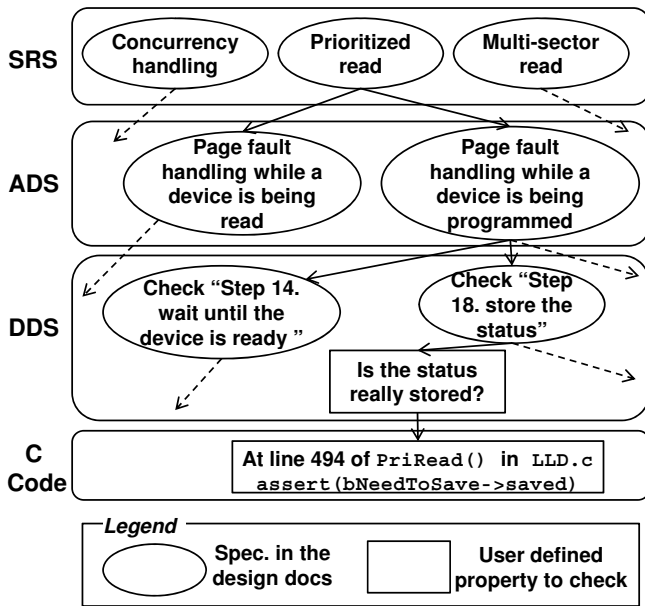 SRS
Concurrency
handling
Prioritized
read
Multi-sector
read
ADS
Page fault
handling while a
device is being
read
Page fault
handling while a
device is being
programmed
DDS
Check “Step 14.
wait until the
device is ready ”
Check “Step
18. store the
status”
Is the status
really stored?
C
Code
At line 494 of PriRead() in LLD.c
assert(bNeedToSave->saved)
Legend
Spec. in the
design docs
User defined
property to check